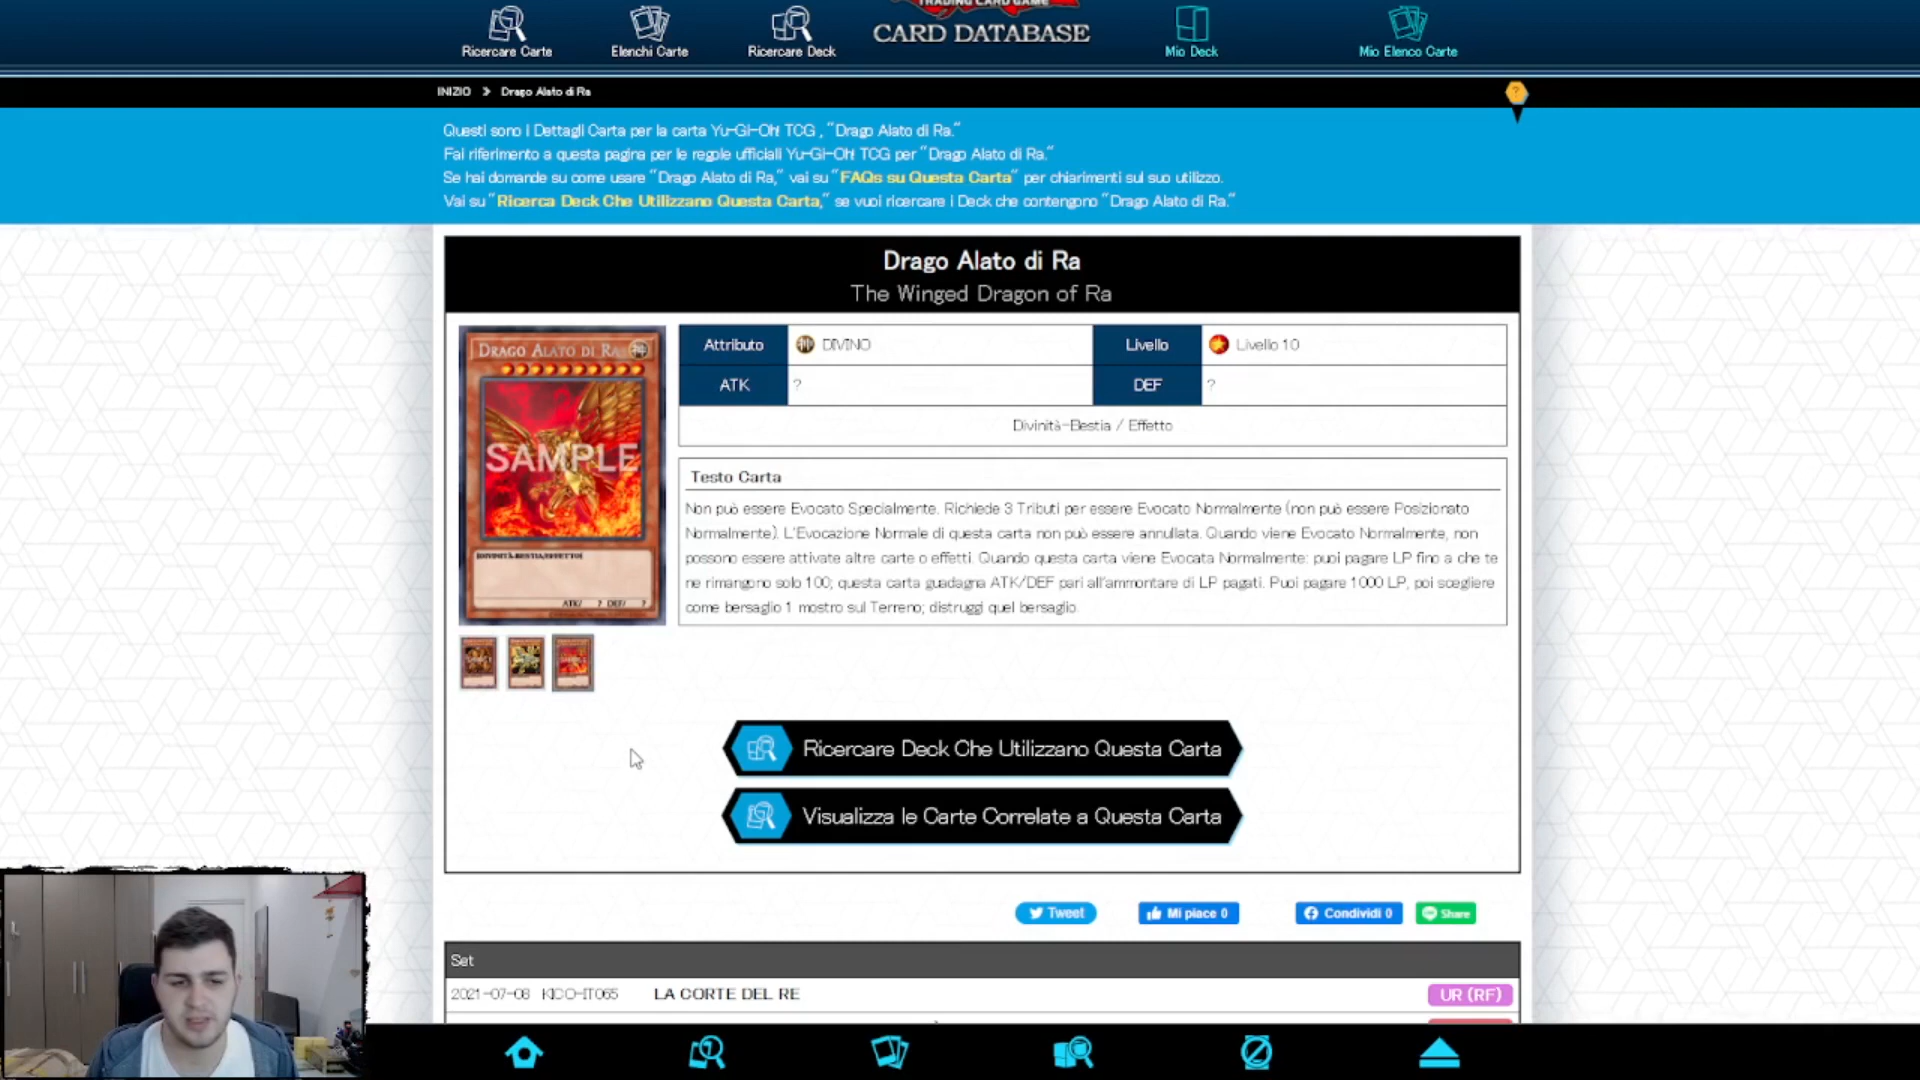 TRADING CARD GAME
CARD DATABASE
Ricercare Carte
Elenchi Carte
Ricercare Deck
Mio Deck
Mio Elenco Carte
INIZIO > Drago Alato di Ra
?
Questi sono i Dettagli Carta per la carta Yu-Gi-Oh! TCG , "Drago Alato di Ra."
Fai riferimento a questa pagina per le regole ufficiali Yu-Gi-Oh! TCG per "Drago Alato di Ra."
Se hai domande su come usare "Drago Alato di Ra," vai su "FAQs su Questa Carta" per chiarimenti sul suo utilizzo.
Vai su "Ricerca Deck Che Utilizzano Questa Carta," se vuoi ricercare i Deck che contengono "Drago Alato di Ra."
Drago Alato di Ra
The Winged Dragon of Ra
DRAGO ALATO DI RA 神
SAMPLE
[DIVINITÀ-BESTIA/EFFETTO]
ATK/ ? DEF/ ?
Attributo DIVINO Livello Livello 10
ATK ? DEF ?
Divinità-Bestia / Effetto
Testo Carta
Non può essere Evocato Specialmente. Richiede 3 Tributi per essere Evocato Normalmente (non può essere Posizionato
Normalmente). L'Evocazione Normale di questa carta non può essere annullata. Quando viene Evocato Normalmente, non
possono essere attivate altre carte o effetti. Quando questa carta viene Evocata Normalmente: puoi pagare LP fino a che te
ne rimangono solo 100; questa carta guadagna ATK/DEF pari all'ammontare di LP pagati. Puoi pagare 1000 LP, poi scegliere
come bersaglio 1 mostro sul Terreno; distruggi quel bersaglio.
Ricercare Deck Che Utilizzano Questa Carta
Visualizza le Carte Correlate a Questa Carta
Tweet
Mi piace 0
Condividi 0
Share
Set
2021-07-08 KICO-IT065 LA CORTE DEL RE UR (RF)